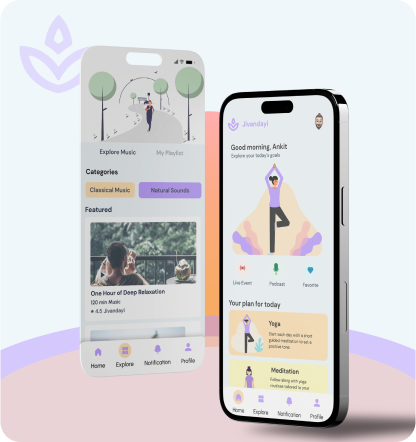 Explore Music
My Playlist
Categories
Classical Music
Natural Sounds
Featured
One Hour of Deep Relaxation
120 min Music
★ 4.5 Jivandayi
Home
Explore
Notification
Profile
Jivandayi
Good morning, Ankit
Explore your today's goals
Live Event
Podcast
Favorite
Your plan for today
Yoga
Start each day with a short
guided meditation to set a
positive tone.
Meditation
Follow along with yoga
routines tailored to your
Home
Explore
Notification
Profile